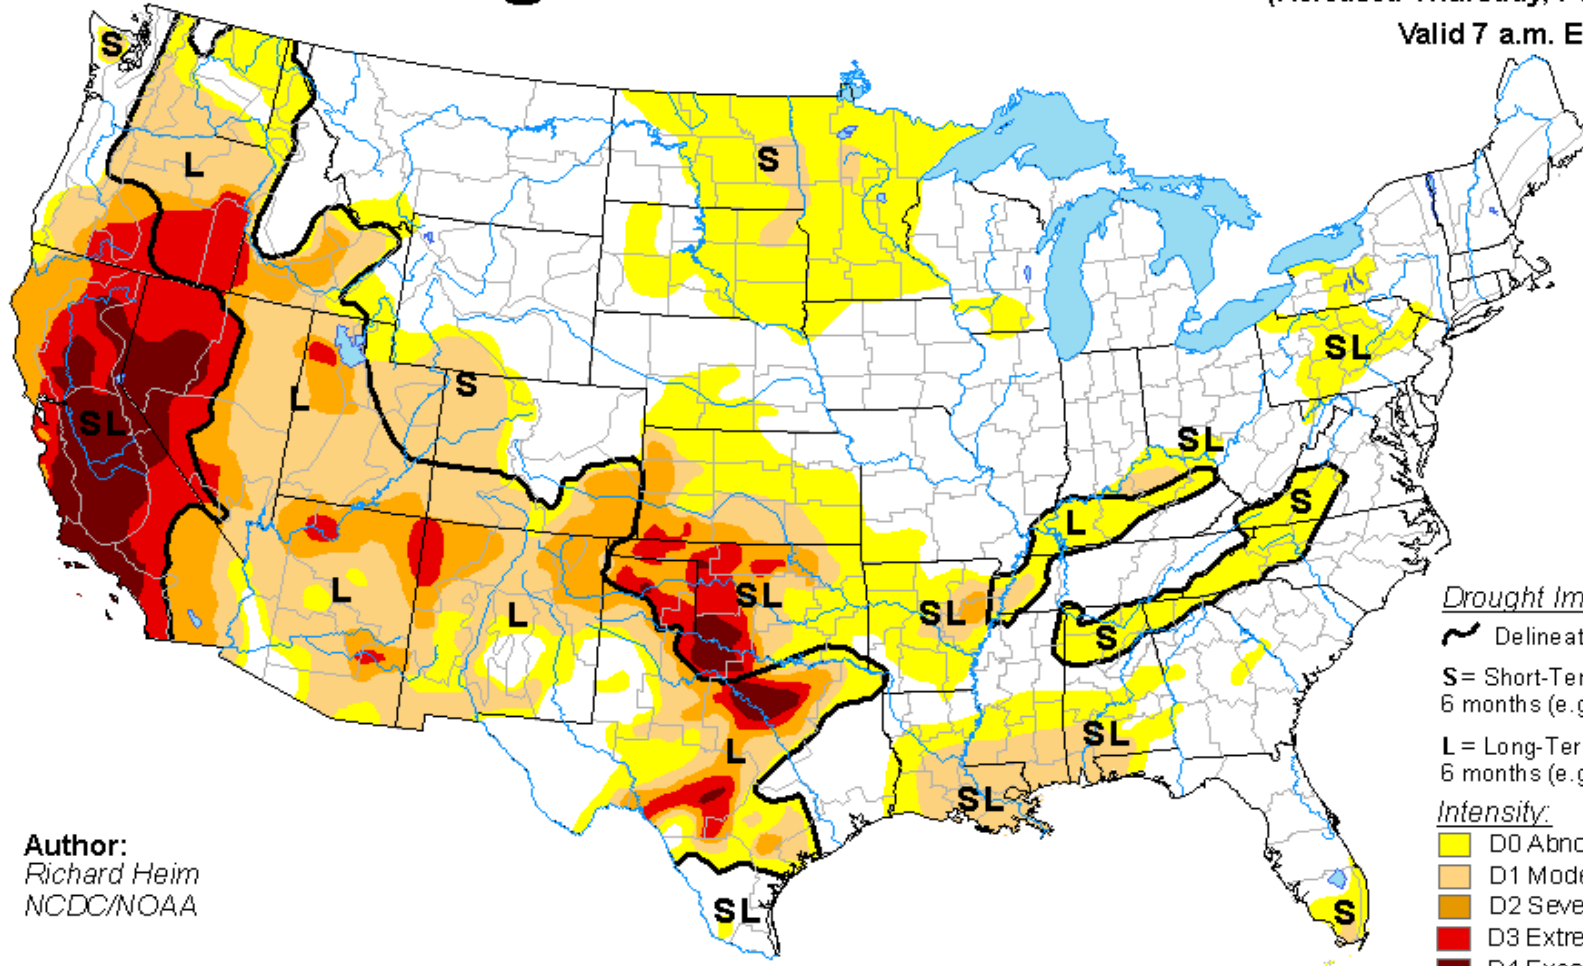 Valid 7 a.m. E
S
L
S
S
L
SL
SL
SL
L
S
L
L
SL
SL
S
L
SL
SL
SL
S
Author:
Richard Heim
NCDC/NOAA
Drought Im
Delineat
S = Short-Ter
6 months (e.g
L = Long-Ter
6 months (e.g
Intensity:
D0 Abno
D1 Mode
D2 Seve
D3 Extre